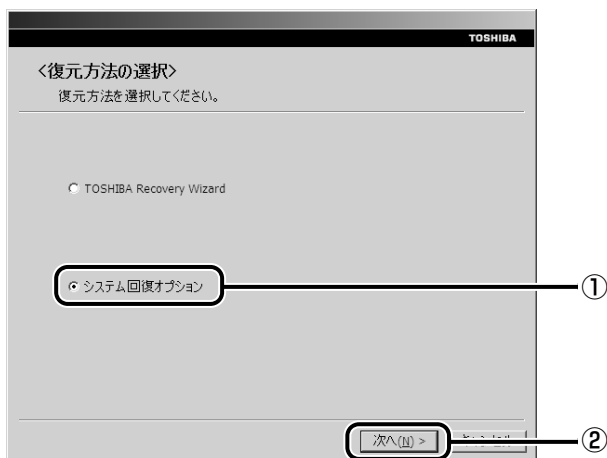 TOSHIBA
<復元方法の選択>
復元方法を選択してください。
TOSHIBA Recovery Wizard
システム回復オプション
①
次へ(N) >
②